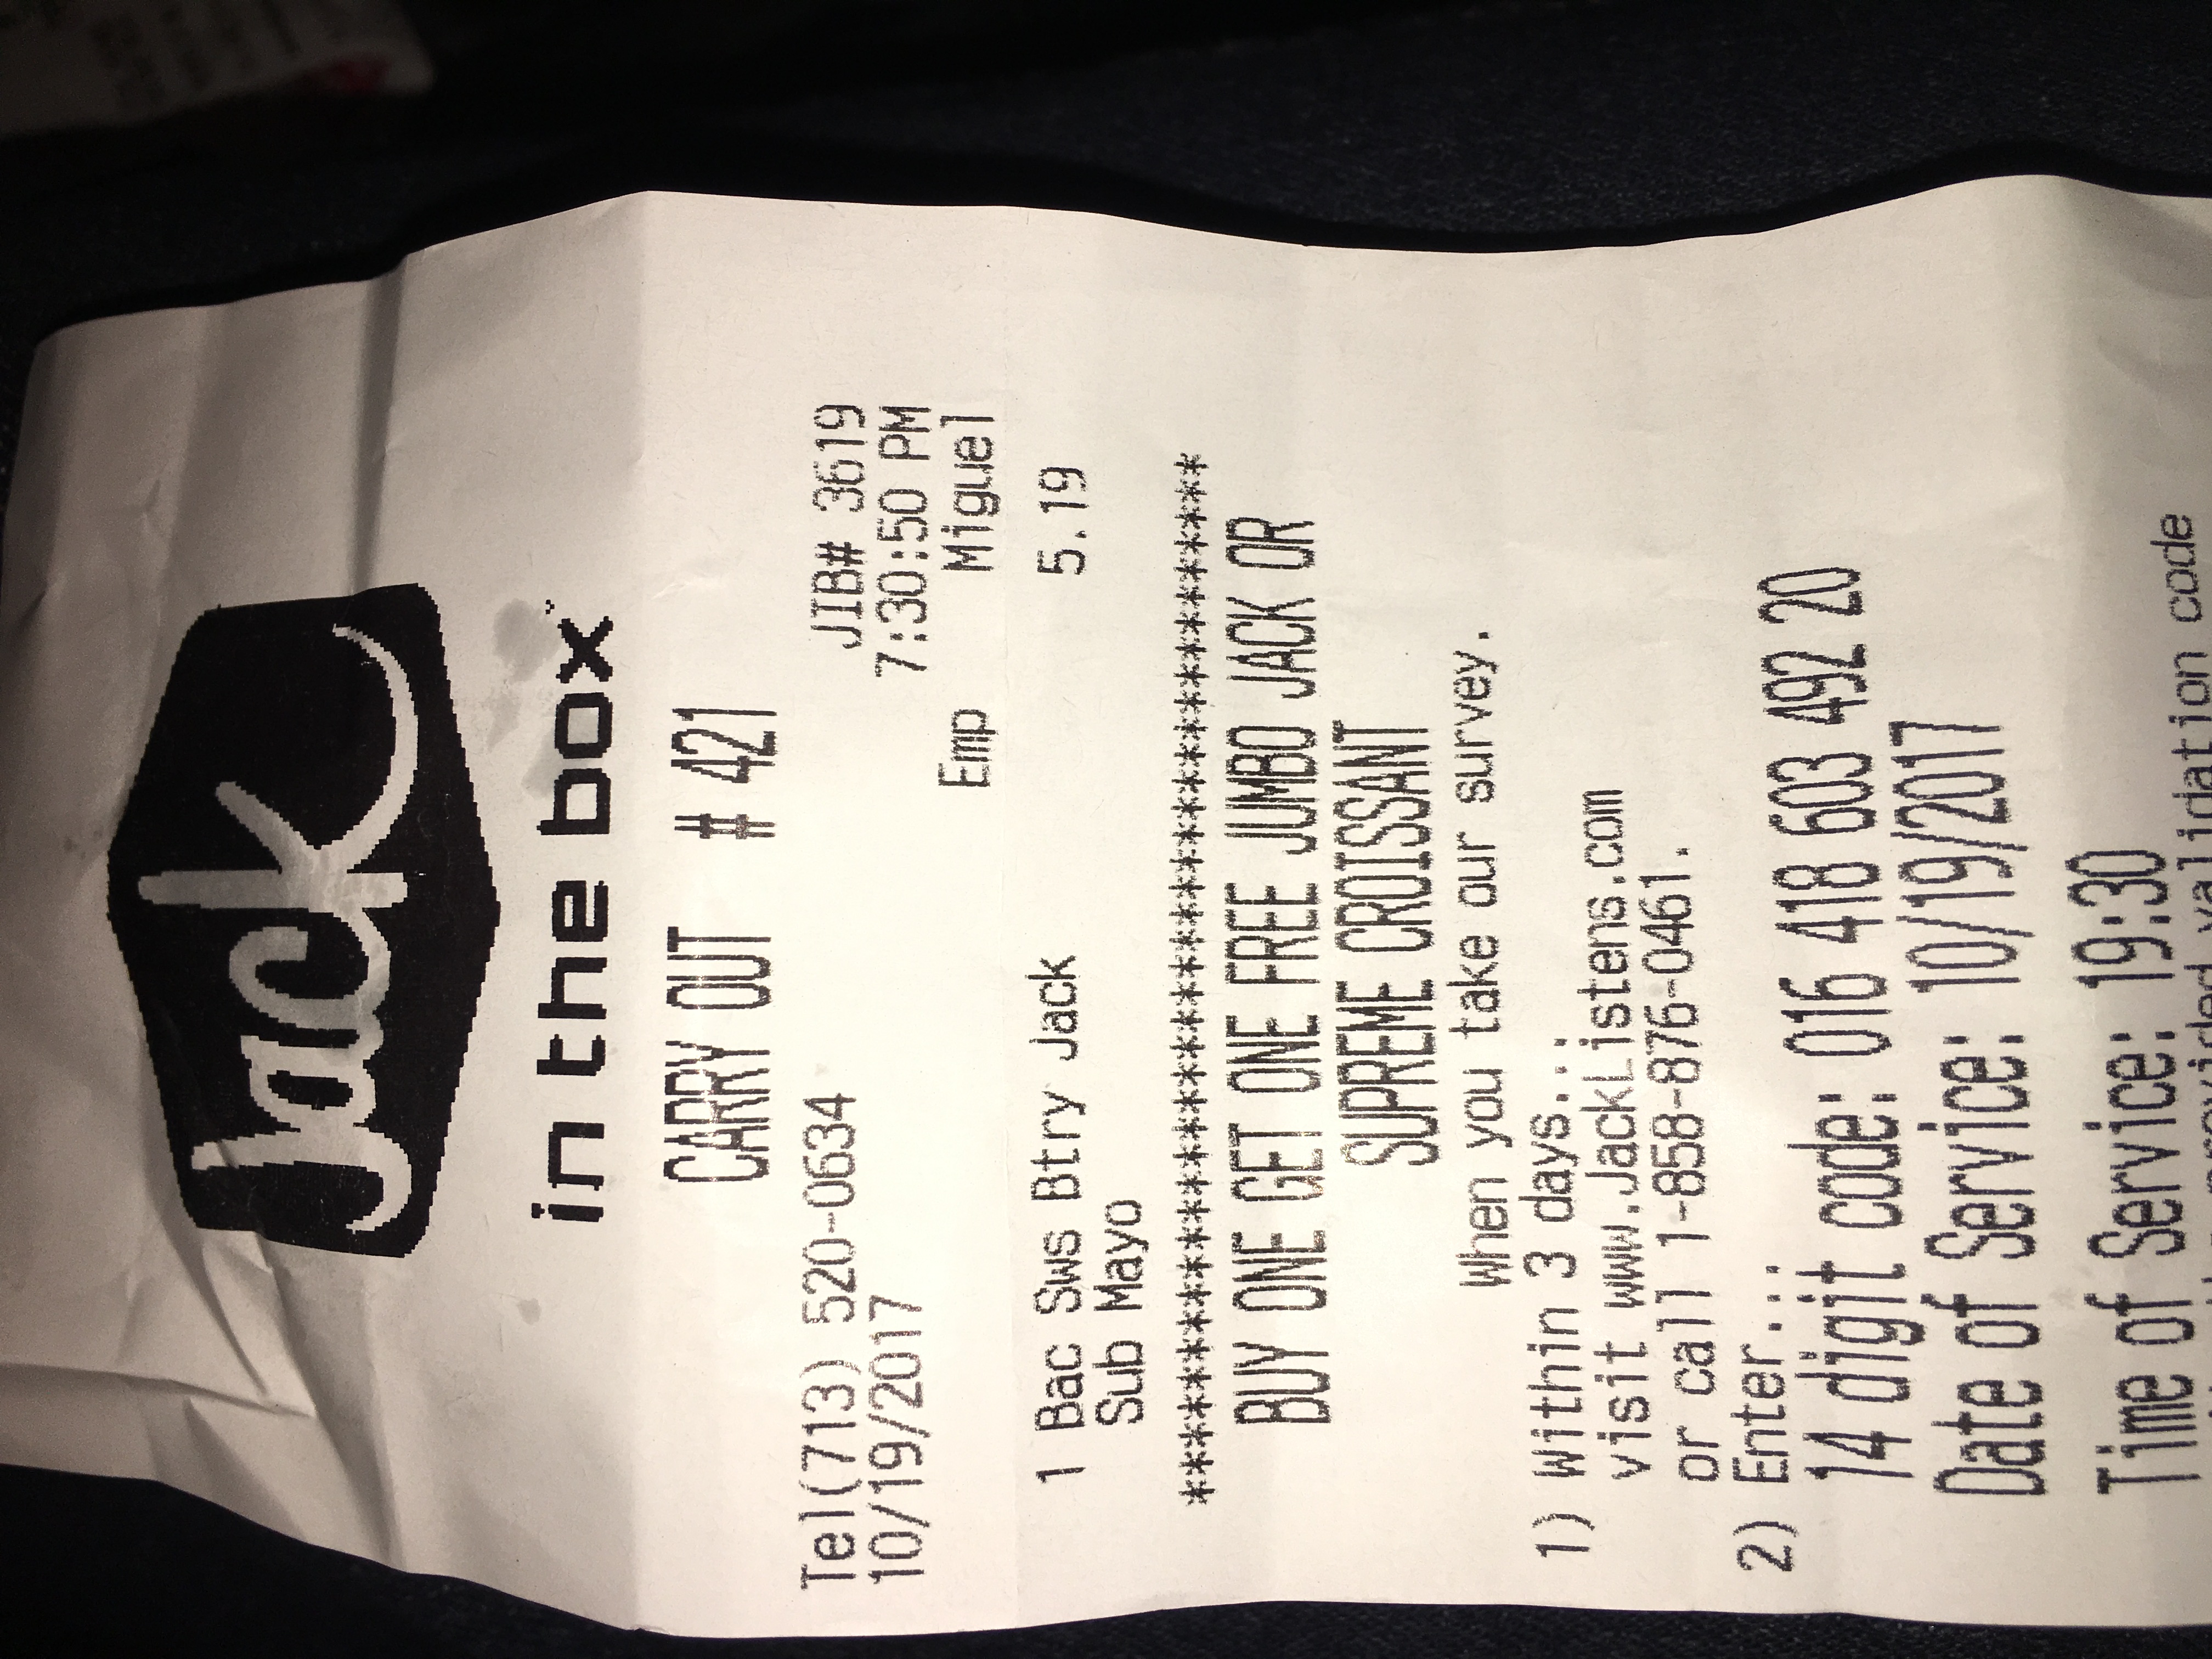 Jack
in the box
CARRY OUT # 421
Tel(713) 520-0634 JIB# 3619
10/19/2017 7:30:50 PM
Emp Miguel
1 Bac Sws Btry Jack 5.19
Sub Mayo
********************************
BUY ONE GET ONE FREE JUMBO JACK OR
SUPREME CROISSANT
When you take our survey.
1) Within 3 days...
visit www.JackListens.com
or call 1-858-876-0461.
2) Enter...
14 digit code: 016 418 603 492 20
Date of Service: 10/19/2017
Time of Service: 19:30
provided validation code